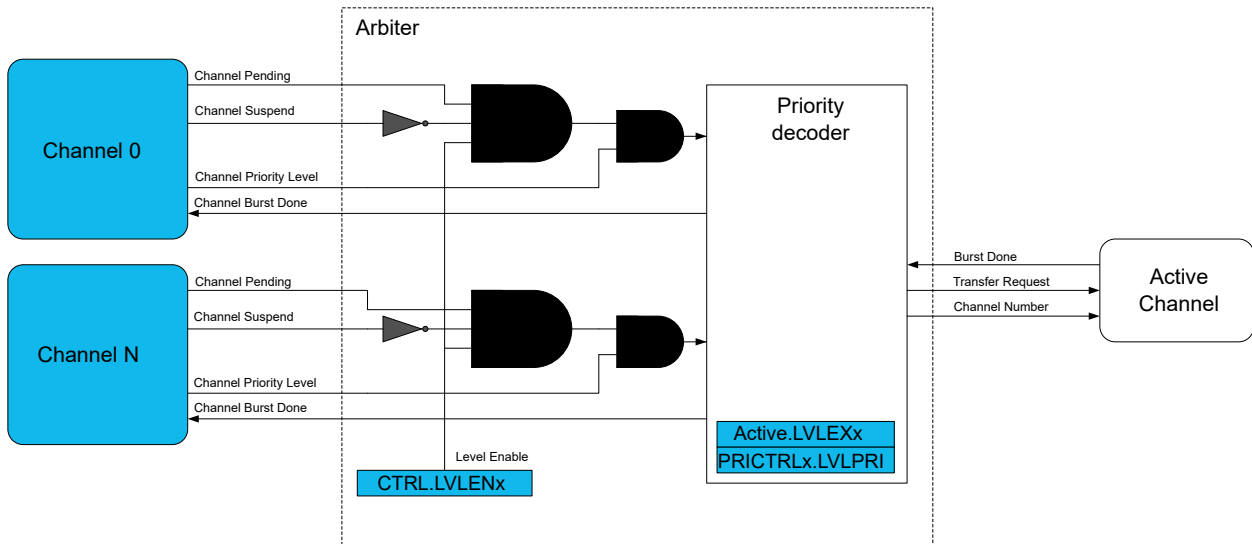 Arbiter
Channel Pending
Channel Suspend
Channel 0
Channel Priority Level
Channel Burst Done
Priority
decoder
Channel Pending
Channel Suspend
Channel N
Channel Priority Level
Channel Burst Done
Burst Done
Transfer Request
Channel Number
Active
Channel
Active.LVLEXx
PRICTRLx.LVLPRI
Level Enable
CTRL.LVLENx